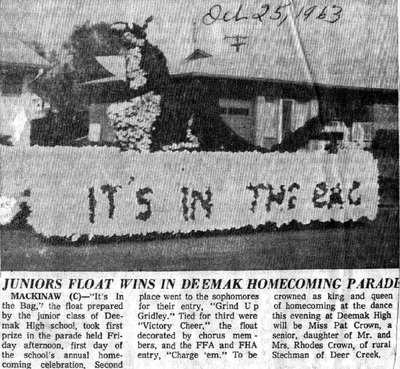 Oct 25, 1963
IT'S IN THE BAG
JUNIORS FLOAT WINS IN DEEMAK HOMECOMING PARADE
MACKINAW (C)—"It's In
the Bag," the float prepared
by the junior class of Dee-
mak High school, took first
prize in the parade held Fri-
day afternoon, first day of
the school's annual home-
coming celebration. Second
place went to the sophomores
for their entry, "Grind Up
Gridley." Tied for third were
"Victory Cheer," the float
decorated by chorus mem-
bers, and the FFA and FHA
entry, "Charge 'em." To be
crowned as king and queen
of homecoming at the dance
this evening at Deemak High
will be Miss Pat Crown, a
senior, daughter of Mr. and
Mrs. Rhodes Crown, of rural
Stechman of Deer Creek.